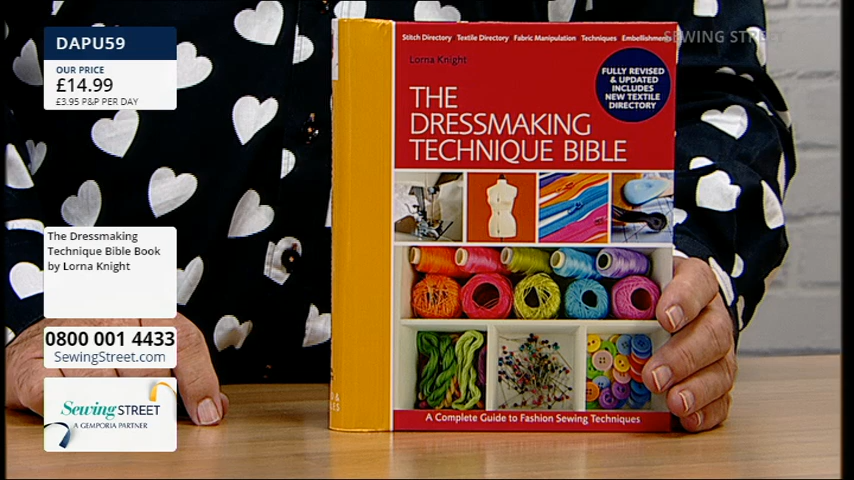 DAPU59
OUR PRICE
£14.99
£3.95 P&P PER DAY
The Dressmaking
Technique Bible Book
by Lorna Knight
0800 001 4433
SewingStreet.com
Sewing STREET
A GEMPORIA PARTNER
SEWING STREET
Stitch Directory Textile Directory Fabric Manipulation Techniques Embellishments
Lorna Knight
FULLY REVISED
& UPDATED
INCLUDES
NEW TEXTILE
DIRECTORY
THE
DRESSMAKING
TECHNIQUE BIBLE
A Complete Guide to Fashion Sewing Techniques